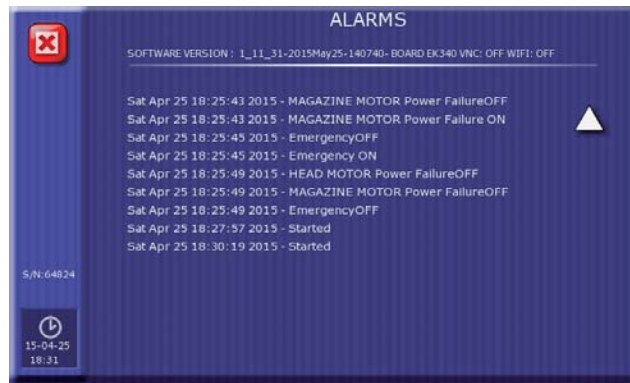 ALARMS
SOFTWARE VERSION : 1_11_31-2015May25-140740- BOARD EK340 VNC: OFF WIFI: OFF
Sat Apr 25 18:25:43 2015 - MAGAZINE MOTOR Power FailureOFF
Sat Apr 25 18:25:43 2015 - MAGAZINE MOTOR Power Failure ON
Sat Apr 25 18:25:45 2015 - EmergencyOFF
Sat Apr 25 18:25:45 2015 - Emergency ON
Sat Apr 25 18:25:49 2015 - HEAD MOTOR Power FailureOFF
Sat Apr 25 18:25:49 2015 - MAGAZINE MOTOR Power FailureOFF
Sat Apr 25 18:25:49 2015 - EmergencyOFF
Sat Apr 25 18:27:57 2015 - Started
Sat Apr 25 18:30:19 2015 - Started
S/N:64824
15-04-25
18:31